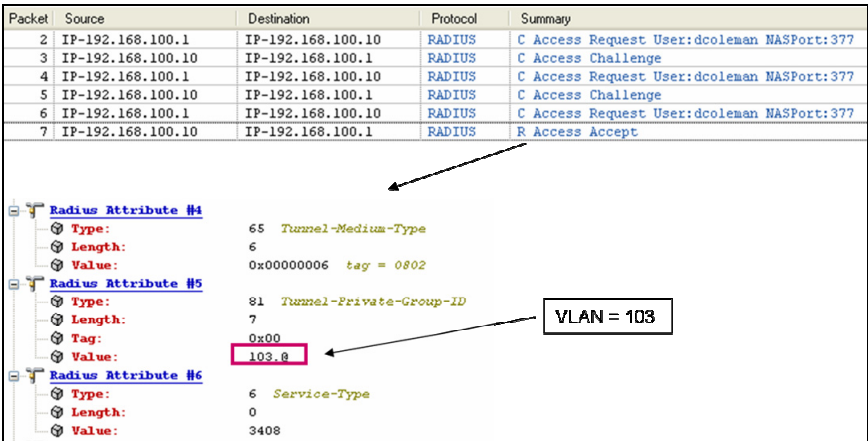 Packet Source Destination Protocol Summary
2 IP-192.168.100.1 IP-192.168.100.10 RADIUS C Access Request User:dcoleman NASPort:377
3 IP-192.168.100.10 IP-192.168.100.1 RADIUS C Access Challenge
4 IP-192.168.100.1 IP-192.168.100.10 RADIUS C Access Request User:dcoleman NASPort:377
5 IP-192.168.100.10 IP-192.168.100.1 RADIUS C Access Challenge
6 IP-192.168.100.1 IP-192.168.100.10 RADIUS C Access Request User:dcoleman NASPort:377
7 IP-192.168.100.10 IP-192.168.100.1 RADIUS R Access Accept
Radius Attribute #4
Type: 65 Tunnel-Medium-Type
Length: 6
Value: 0x00000006 tag = 0802
Radius Attribute #5
Type: 81 Tunnel-Private-Group-ID
Length: 7
Tag: 0x00
Value: 103.@
VLAN = 103
Radius Attribute #6
Type: 6 Service-Type
Length: 0
Value: 3408